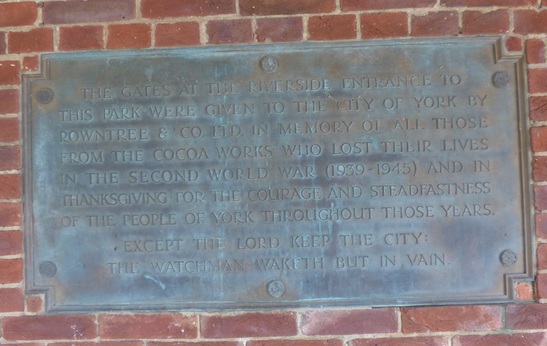 THE GATES AT THE RIVERSIDE ENTRANCE TO
THIS PARK WERE GIVEN TO THE CITY OF YORK BY
ROWNTREE & CO. LTD. IN MEMORY OF ALL THOSE
FROM THE COCOA WORKS WHO LOST THEIR LIVES
IN THE SECOND WORLD WAR (1939-1945) AND IN
THANKSGIVING FOR THE COURAGE AND STEADFASTNESS
OF THE PEOPLE OF YORK THROUGHOUT THOSE YEARS.
EXCEPT THE LORD KEEP THE CITY:
THE WATCHMAN WAKETH BUT IN VAIN.